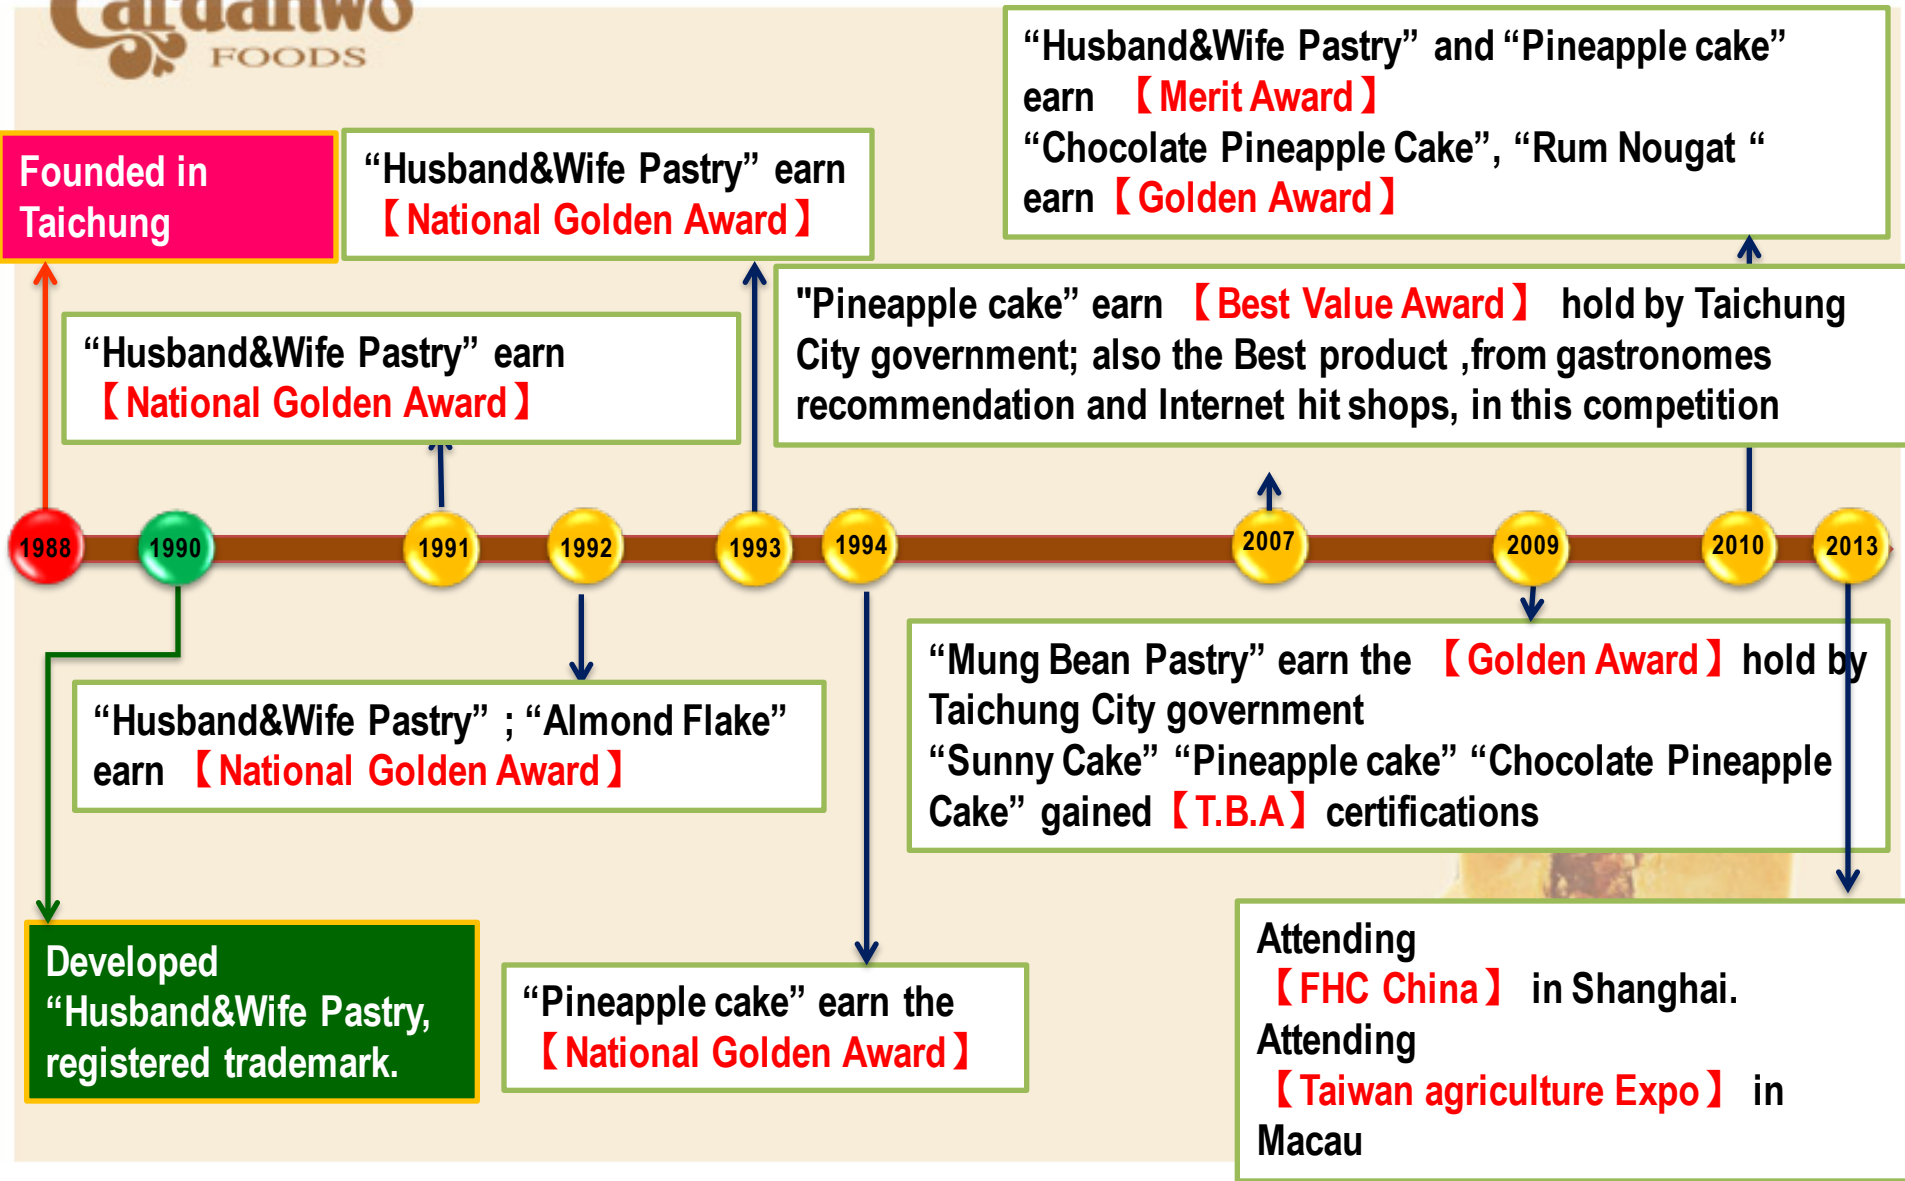 Cardanwo
FOODS
“Husband&Wife Pastry” and “Pineapple cake”
earn 【Merit Award】
“Chocolate Pineapple Cake”, “Rum Nougat “
earn【Golden Award】
Founded in
Taichung
“Husband&Wife Pastry” earn
【National Golden Award】
"Pineapple cake” earn 【Best Value Award】 hold by Taichung
City government; also the Best product ,from gastronomes
recommendation and Internet hit shops, in this competition
“Husband&Wife Pastry” earn
【National Golden Award】
1988
1990
1991
1992
1993
1994
2007
2009
2010
2013
“Mung Bean Pastry” earn the 【Golden Award】hold by
Taichung City government
“Sunny Cake” “Pineapple cake” “Chocolate Pineapple
Cake” gained【T.B.A】certifications
“Husband&Wife Pastry” ; “Almond Flake”
earn 【National Golden Award】
Developed
“Husband&Wife Pastry,
registered trademark.
“Pineapple cake” earn the
【National Golden Award】
Attending
【FHC China】 in Shanghai.
Attending
【Taiwan agriculture Expo】 in
Macau